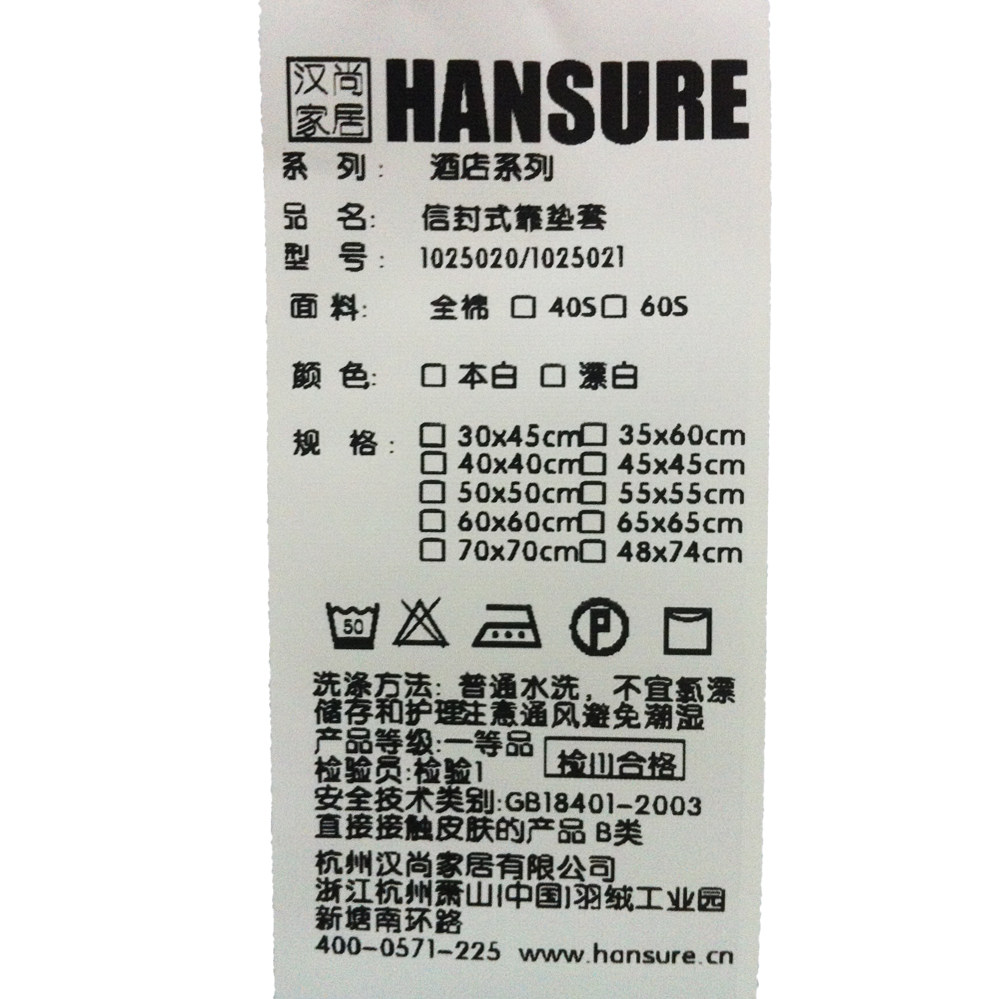 汉尚家居 HANSURE
系 列: 酒店系列
品 名: 信封式靠垫套
型 号: 1025020/1025021
面 料: 全棉 □ 40S□ 60S
颜 色: □ 本白 □ 漂白
规 格: □ 30x45cm□ 35x60cm
□ 40x40cm□ 45x45cm
□ 50x50cm□ 55x55cm
□ 60x60cm□ 65x65cm
□ 70x70cm□ 48x74cm
50 P
洗涤方法: 普通水洗，不宜氯漂
储存和护理注意通风避免潮湿
产品等级:一等品
检验员:检验1 检111合格
安全技术类别:GB18401-2003
直接接触皮肤的产品 B类
杭州汉尚家居有限公司
浙江杭州萧山(中国)羽绒工业园
新塘南环路
400-0571-225 www.hansure.cn